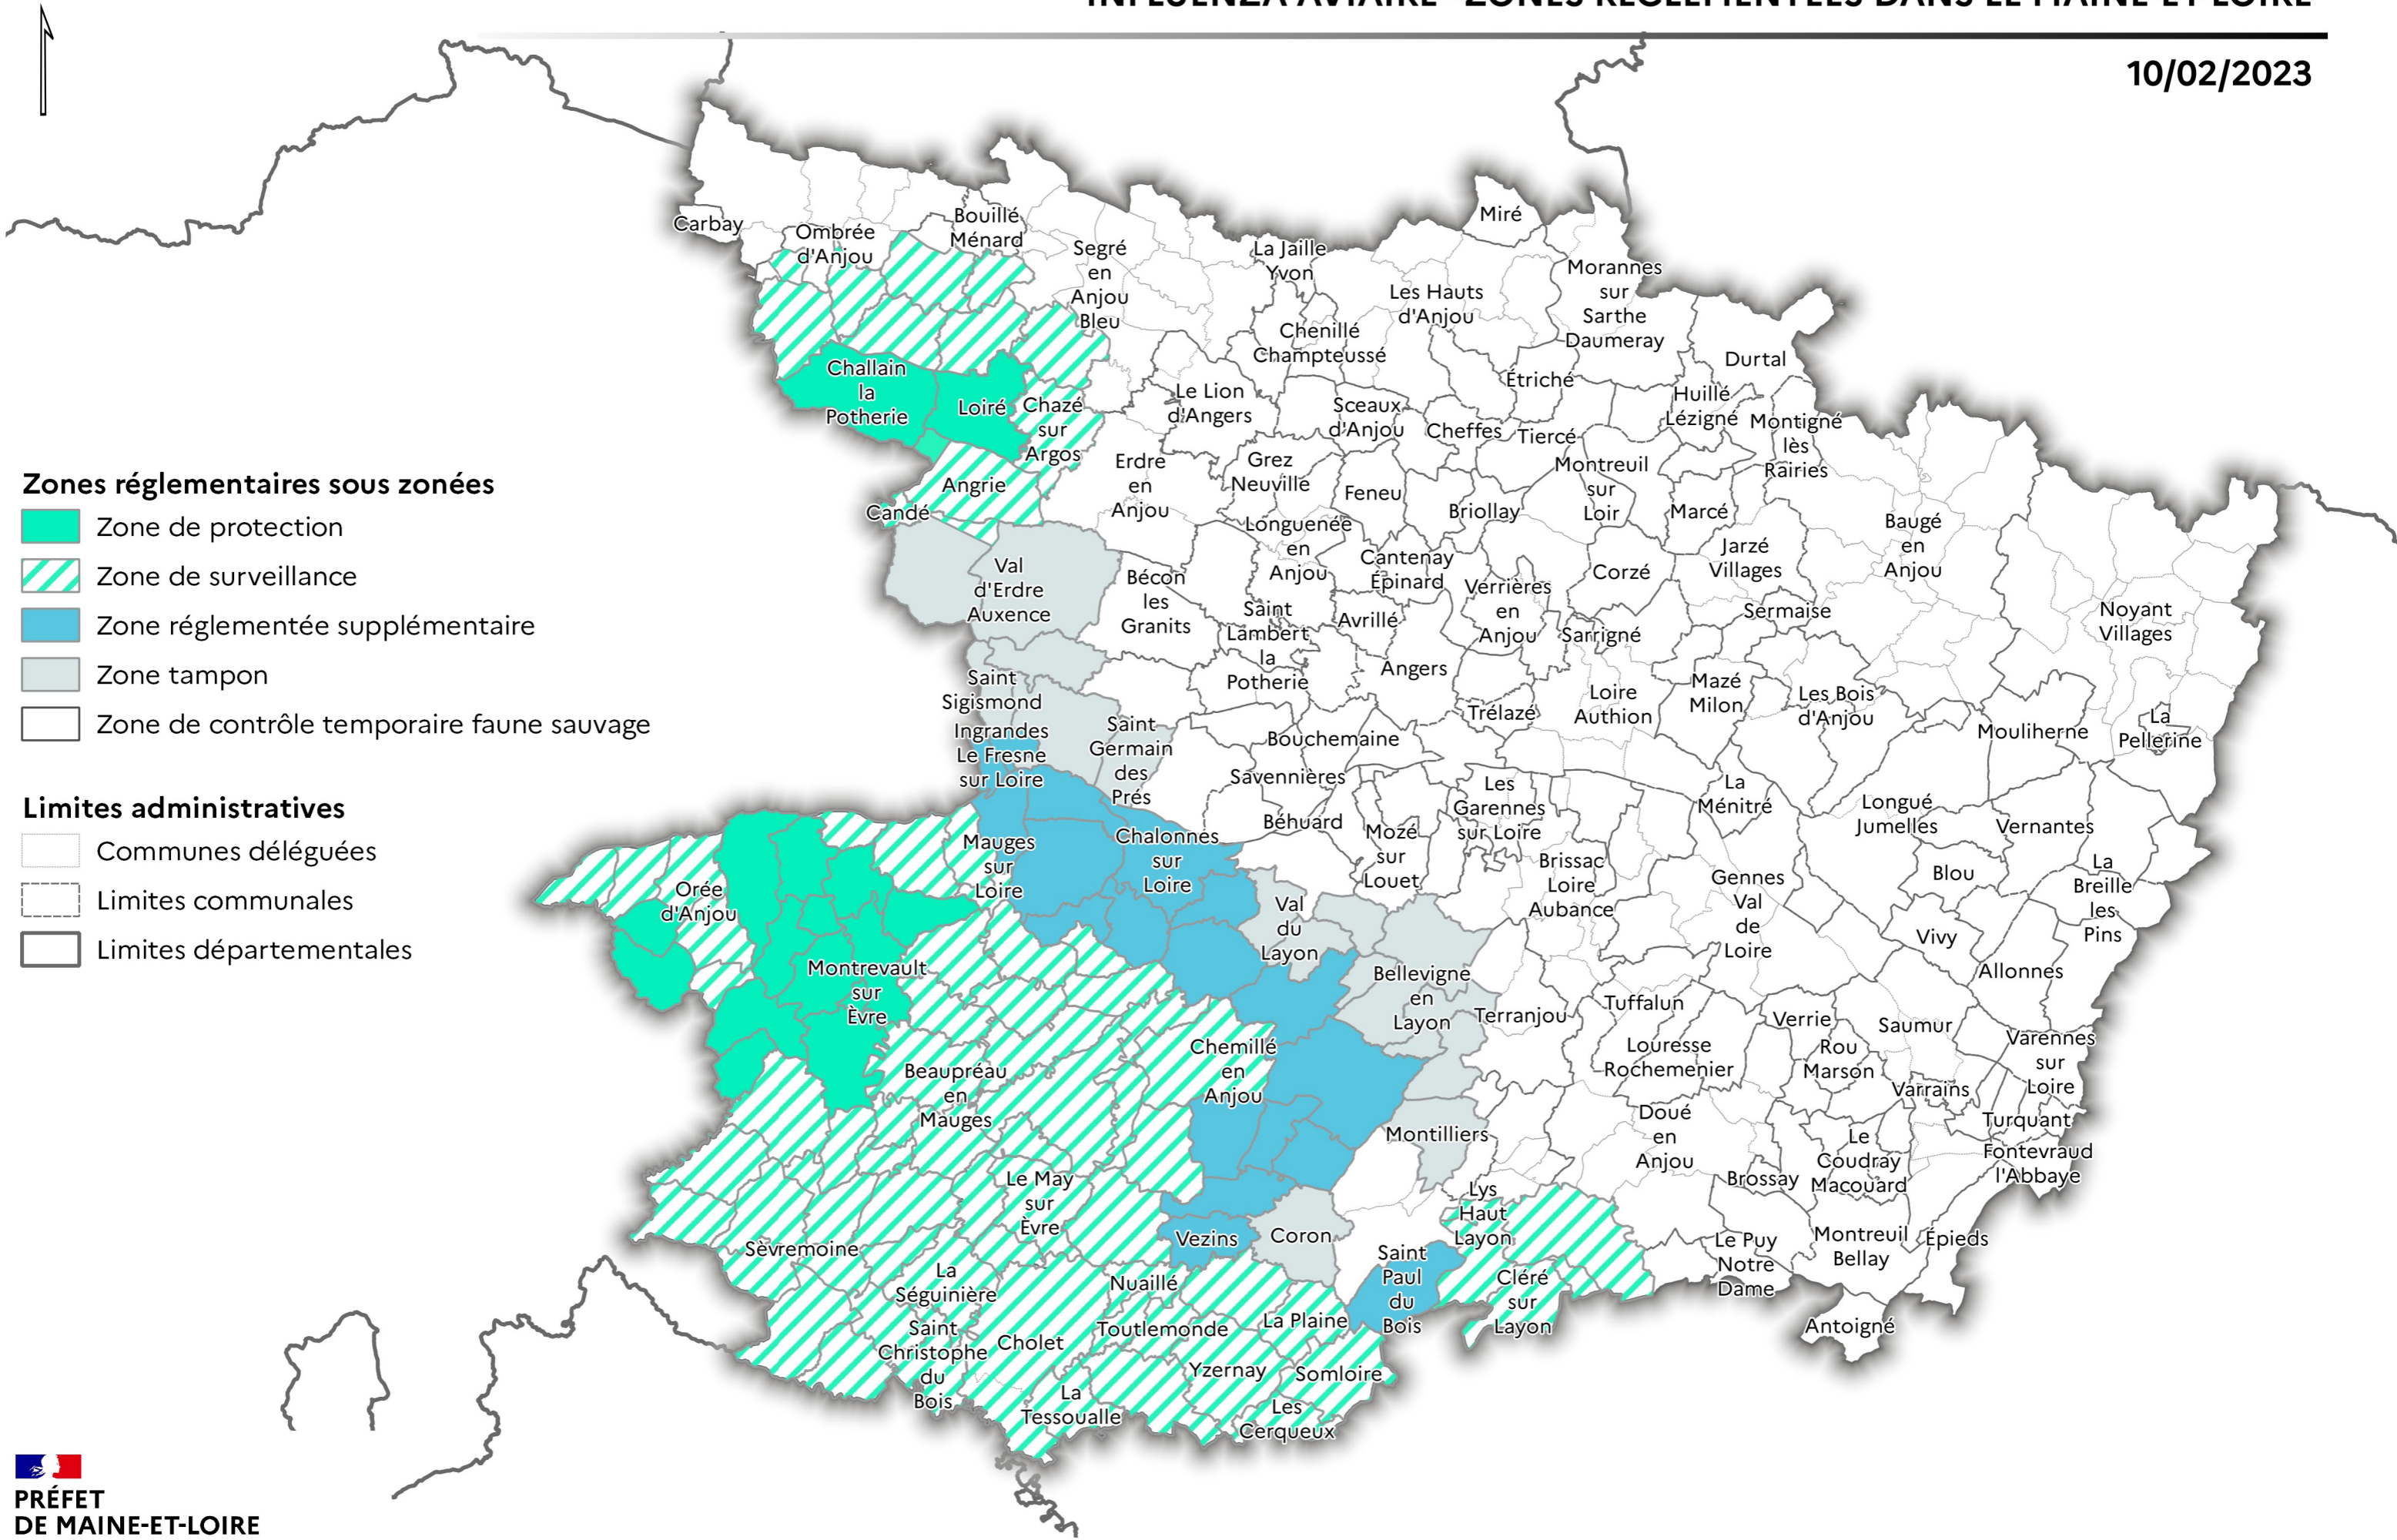 INFLUENZA AVIAIRE - ZONES RÉGLEMENTÉES DANS LE MAINE-ET-LOIRE
10/02/2023
Carbay
Ombrée
d'Anjou
Bouillé
Ménard
Segré
en
Anjou
Bleu
La Jaille
Yvon
Miré
Morannes
sur
Sarthe
Daumeray
Les Hauts
d'Anjou
Chenillé
Champteussé
Durtal
Étriché
Challain
la
Potherie
Loiré
Chazé
sur
Argos
Le Lion
d'Angers
Sceaux
d'Anjou
Cheffes
Tiercé
Huillé
Lézigné
Montigné
lès
Rairies
Angrie
Candé
Erdre
en
Anjou
Grez
Neuville
Feneu
Briollay
Montreuil
sur
Loir
Marcé
Baugé
en
Anjou
Longuenée
en
Anjou
Cantenay
Épinard
Verrières
en
Anjou
Corzé
Jarzé
Villages
Sermaise
Noyant
Villages
Val
d'Erdre
Auxence
Bécon
les
Granits
Saint
Lambert
la
Potherie
Avrillé
Sarrigné
Angers
Saint
Sigismond
Ingrandes
Le Fresne
sur Loire
Saint
Germain
des
Prés
Bouchemaine
Savennières
Béhuard
Trélazé
Loire
Authion
Mazé
Milon
Les Bois
d'Anjou
Mouliherne
La
Pellerine
Mauges
sur
Loire
Chalonnes
sur
Loire
Mozé
sur
Louet
Les
Garennes
sur Loire
Brissac
Loire
Aubance
La
Ménitré
Longué
Jumelles
Vernantes
Blou
La
Breille
les
Pins
Orée
d'Anjou
Montrevault
sur
Èvre
Val
du
Layon
Bellevigne
en
Layon
Terranjou
Gennes
Val
de
Loire
Vivy
Allonnes
Tuffalun
Louresse
Rochemenier
Verrie
Rou
Marson
Saumur
Varennes
sur
Loire
Varrains
Turquant
Fontevraud
l'Abbaye
Beaupréau
en
Mauges
Chemillé
en
Anjou
Montilliers
Doué
en
Anjou
Le
Coudray
Macouard
Brossay
Le May
sur
Èvre
Vezins
Coron
Lys
Haut
Layon
Sèvremoine
La
Séguinière
Nuaillé
Saint
Paul
du
Bois
Cléré
sur
Layon
Le Puy
Notre
Dame
Montreuil
Bellay
Épieds
Antoigné
Saint
Christophe
du
Bois
Cholet
Toutlemonde
La Plaine
Yzernay
Somloire
La
Tessoualle
Les
Cerqueux
Zones réglementaires sous zonées
Zone de protection
Zone de surveillance
Zone réglementée supplémentaire
Zone tampon
Zone de contrôle temporaire faune sauvage
Limites administratives
Communes déléguées
Limites communales
Limites départementales
PRÉFET
DE MAINE-ET-LOIRE